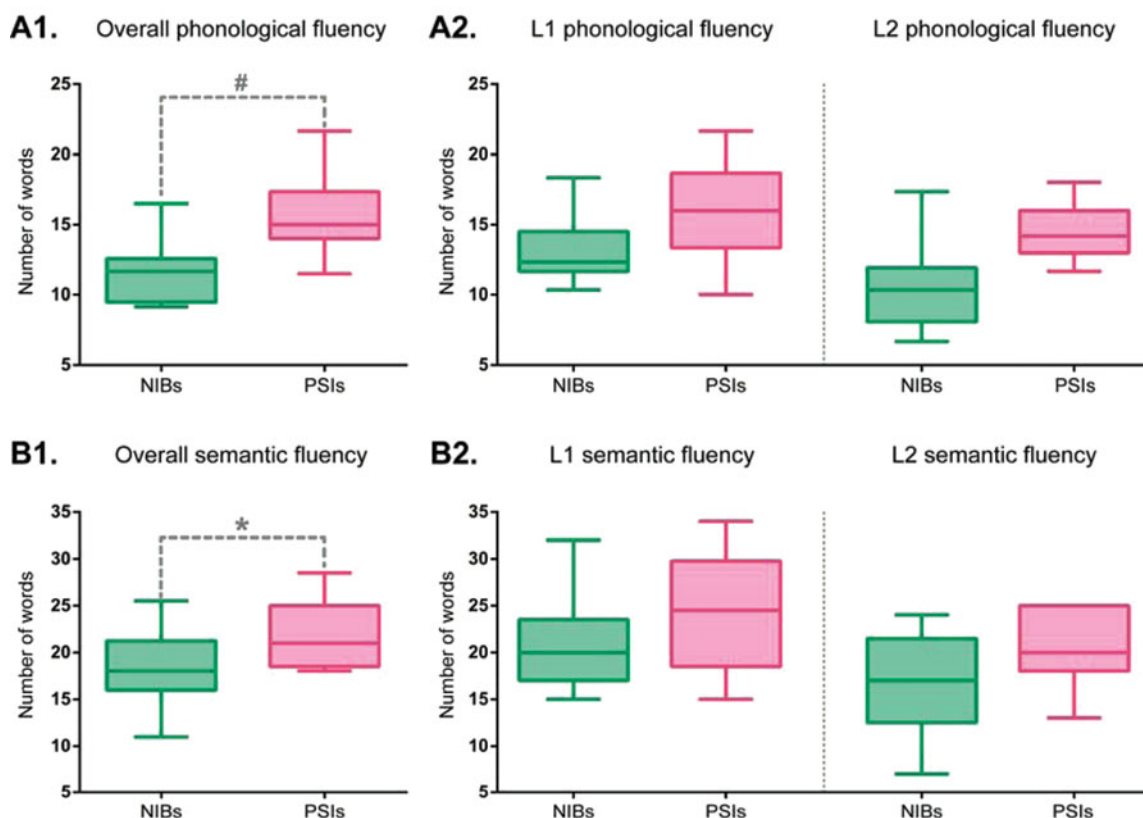 A1. Overall phonological fluency
A2. L1 phonological fluency L2 phonological fluency
Number of words
25
20
15
10
5
#
NIBs PSIs
Number of words
25
20
15
10
5
NIBs PSIs NIBs PSIs
B1. Overall semantic fluency
B2. L1 semantic fluency L2 semantic fluency
Number of words
35
30
25
20
15
10
5
*
NIBs PSIs
Number of words
35
30
25
20
15
10
5
NIBs PSIs NIBs PSIs